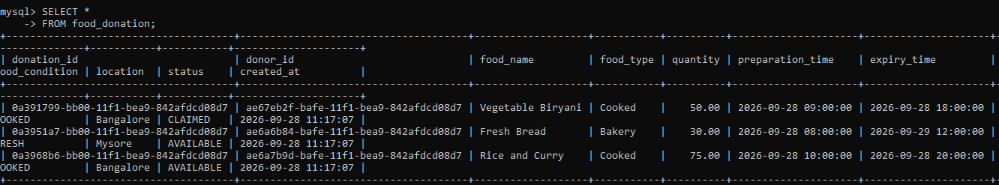 mysql> SELECT *
    -> FROM food_donation;
+--------------------------------------+--------------------------------------+-------------------+-----------+----------+---------------------+---------------------+
--------------+-----------+-----------+---------------------+
| donation_id                          | donor_id                             | food_name         | food_type | quantity | preparation_time    | expiry_time         |
ood_condition | location  | status    | created_at          |
+--------------------------------------+--------------------------------------+-------------------+-----------+----------+---------------------+---------------------+
--------------+-----------+-----------+---------------------+
| 0a391799-bb00-11f1-bea9-842afdcd08d7 | ae67eb2f-bafe-11f1-bea9-842afdcd08d7 | Vegetable Biryani | Cooked    |    50.00 | 2026-09-28 09:00:00 | 2026-09-28 18:00:00 |
OOKED         | Bangalore | CLAIMED   | 2026-09-28 11:17:07 |
| 0a3951a7-bb00-11f1-bea9-842afdcd08d7 | ae6a6b84-bafe-11f1-bea9-842afdcd08d7 | Fresh Bread       | Bakery    |    30.00 | 2026-09-28 08:00:00 | 2026-09-29 12:00:00 |
RESH          | Mysore    | AVAILABLE | 2026-09-28 11:17:07 |
| 0a3968b6-bb00-11f1-bea9-842afdcd08d7 | ae6a7b9d-bafe-11f1-bea9-842afdcd08d7 | Rice and Curry    | Cooked    |    75.00 | 2026-09-28 10:00:00 | 2026-09-28 20:00:00 |
OOKED         | Bangalore | AVAILABLE | 2026-09-28 11:17:07 |
+--------------------------------------+--------------------------------------+-------------------+-----------+----------+---------------------+---------------------+